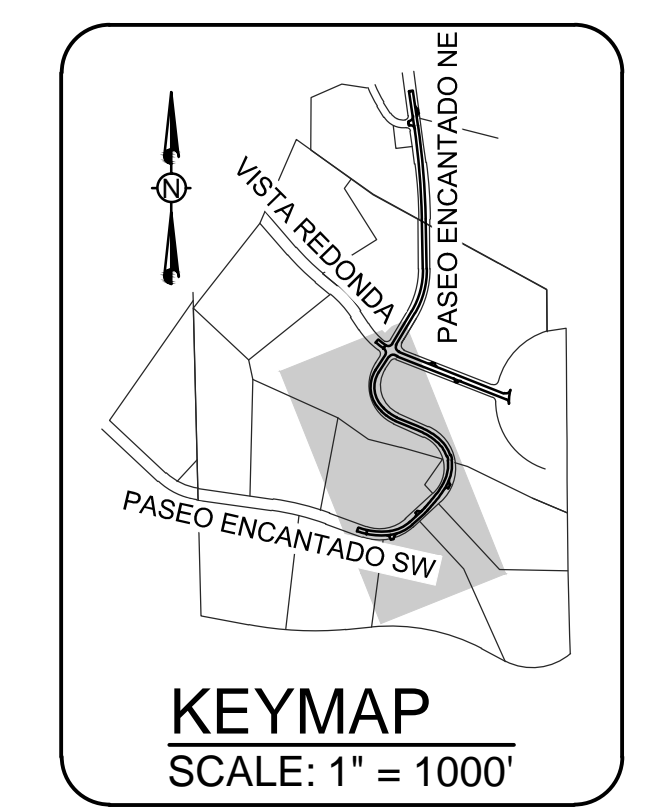 PASEO ENCANTADO NE
VISTA REDONDA
N
PASEO ENCANTADO SW
KEYMAP
SCALE: 1" = 1000'